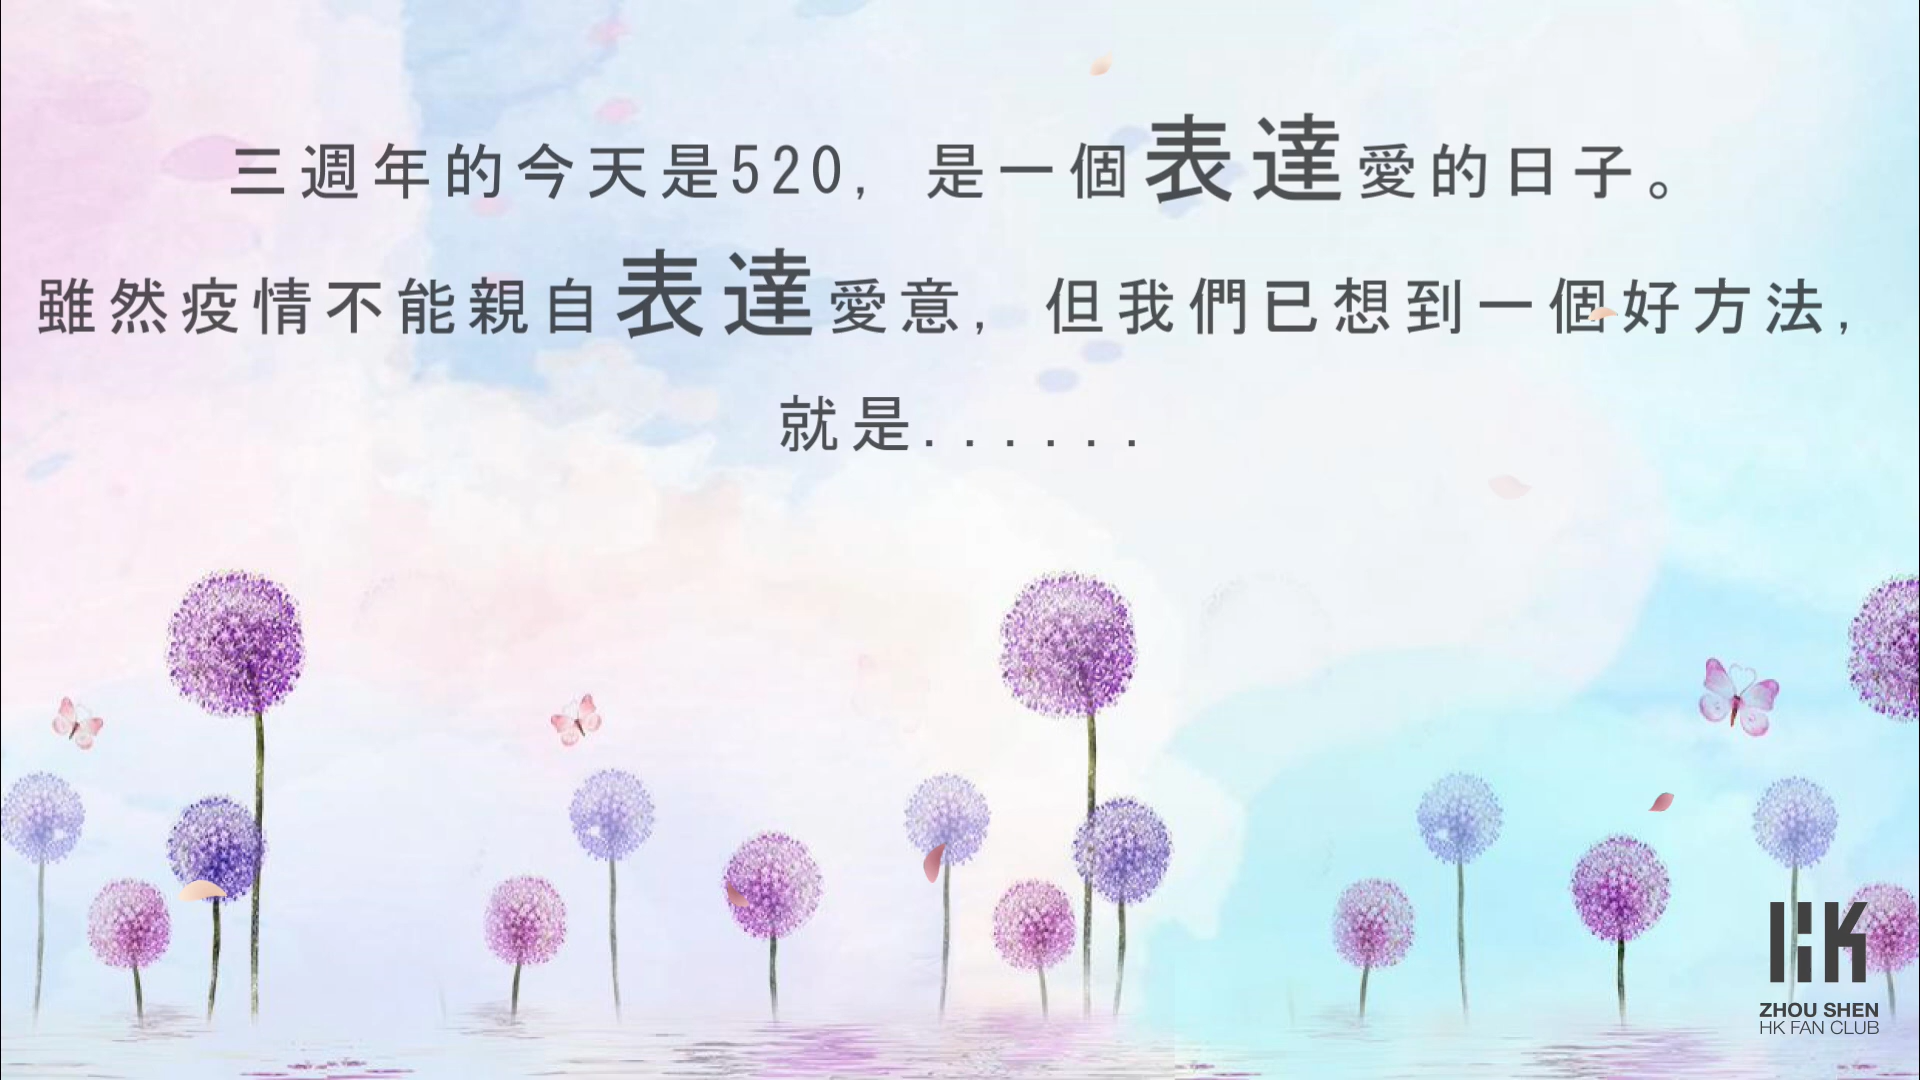 三週年的今天是520, 是一個表達愛的日子。
雖然疫情不能親自表達愛意, 但我們已想到一個好方法,
就是......
HK
ZHOU SHEN
HK FAN CLUB